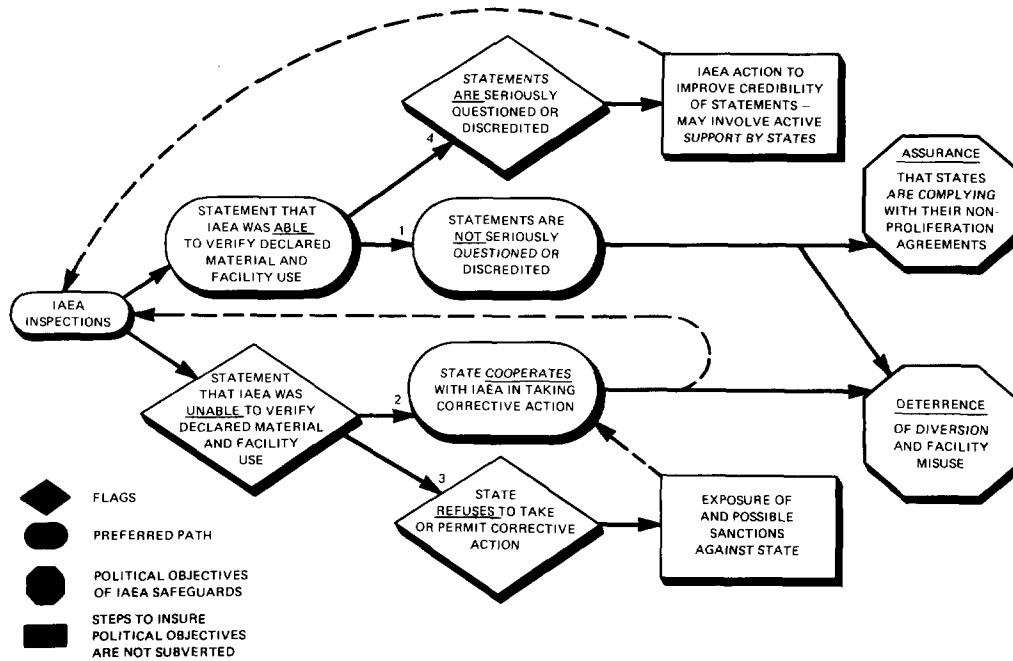 STATEMENTS
ARE SERIOUSLY
QUESTIONED OR
DISCREDITED
IAEA ACTION TO
IMPROVE CREDIBILITY
OF STATEMENTS –
MAY INVOLVE ACTIVE
SUPPORT BY STATES
4
ASSURANCE
THAT STATES
ARE COMPLYING
WITH THEIR NON-
PROLIFERATION
AGREEMENTS
STATEMENT THAT
IAEA WAS ABLE
TO VERIFY DECLARED
MATERIAL AND
FACILITY USE
1
STATEMENTS ARE
NOT SERIOUSLY
QUESTIONED OR
DISCREDITED
IAEA
INSPECTIONS
STATEMENT
THAT IAEA WAS
UNABLE TO VERIFY
DECLARED MATERIAL
AND FACILITY
USE
2
STATE COOPERATES
WITH IAEA IN TAKING
CORRECTIVE ACTION
DETERRENCE
OF DIVERSION
AND FACILITY
MISUSE
3
STATE
REFUSES TO TAKE
OR PERMIT CORRECTIVE
ACTION
EXPOSURE OF
AND POSSIBLE
SANCTIONS
AGAINST STATE
FLAGS
PREFERRED PATH
POLITICAL OBJECTIVES
OF IAEA SAFEGUARDS
STEPS TO INSURE
POLITICAL OBJECTIVES
ARE NOT SUBVERTED